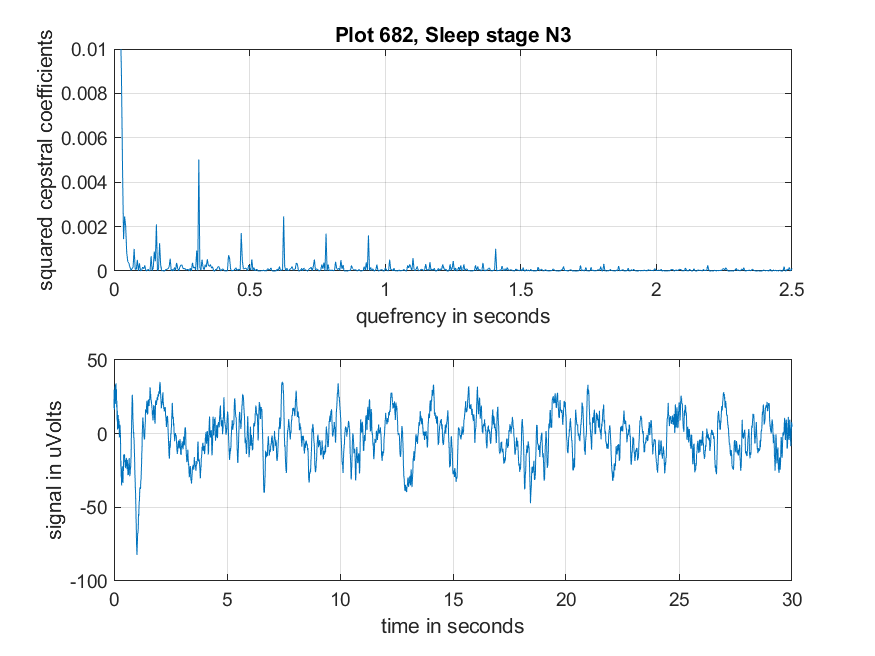 Plot 682, Sleep stage N3
squared cepstral coefficients
0.01
0.008
0.006
0.004
0.002
0
0 0.5 1 1.5 2 2.5
quefrency in seconds
signal in uVolts
50
0
-50
-100
0 5 10 15 20 25 30
time in seconds